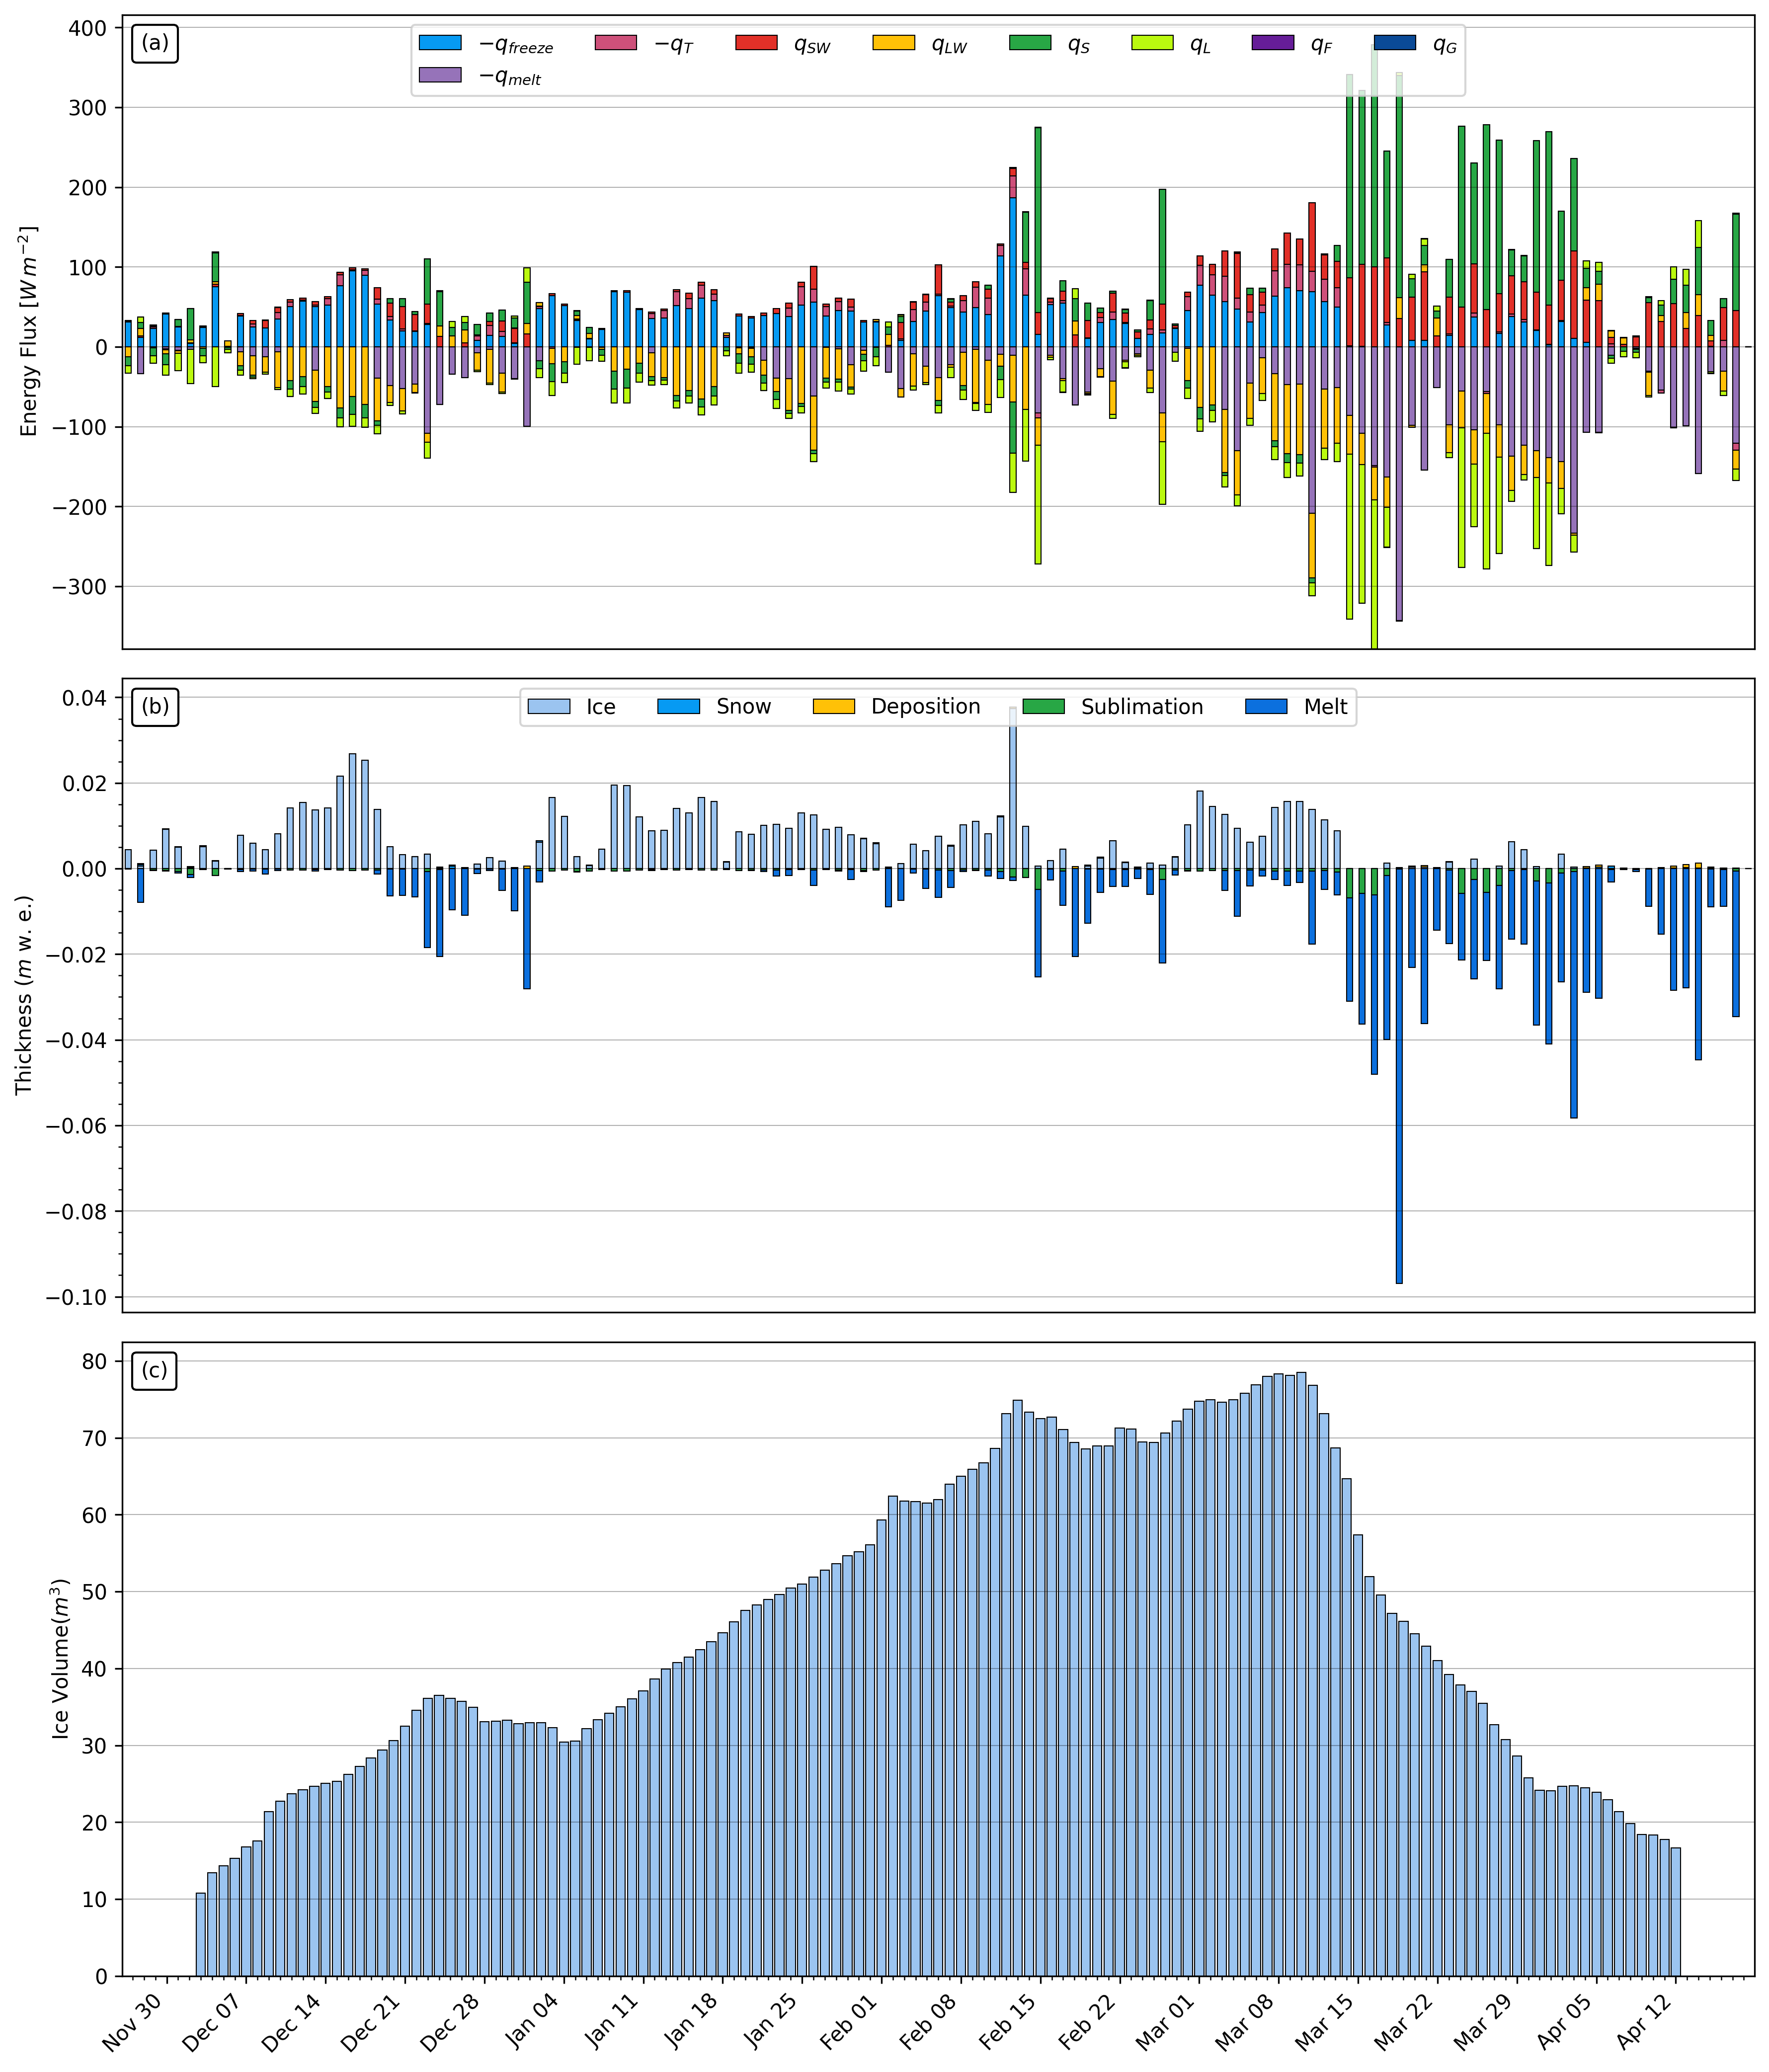 (a)
−q_freeze −q_T q_SW q_LW q_S q_L q_F q_G
−q_melt
400
300
200
100
0
−100
−200
−300
Energy Flux [W m⁻²]
(b)
Ice Snow Deposition Sublimation Melt
0.04
0.02
0.00
−0.02
−0.04
−0.06
−0.08
−0.10
Thickness (m w. e.)
(c)
80
70
60
50
40
30
20
10
0
Ice Volume(m³)
Nov 30 Dec 07 Dec 14 Dec 21 Dec 28 Jan 04 Jan 11 Jan 18 Jan 25 Feb 01 Feb 08 Feb 15 Feb 22 Mar 01 Mar 08 Mar 15 Mar 22 Mar 29 Apr 05 Apr 12